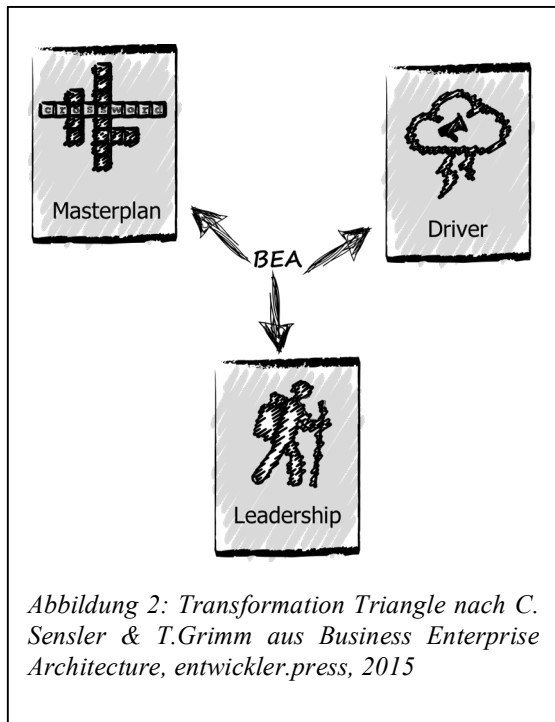 crossword
Masterplan
Driver
BEA
Leadership
Abbildung 2: Transformation Triangle nach C.
Sensler & T.Grimm aus Business Enterprise
Architecture, entwickler.press, 2015